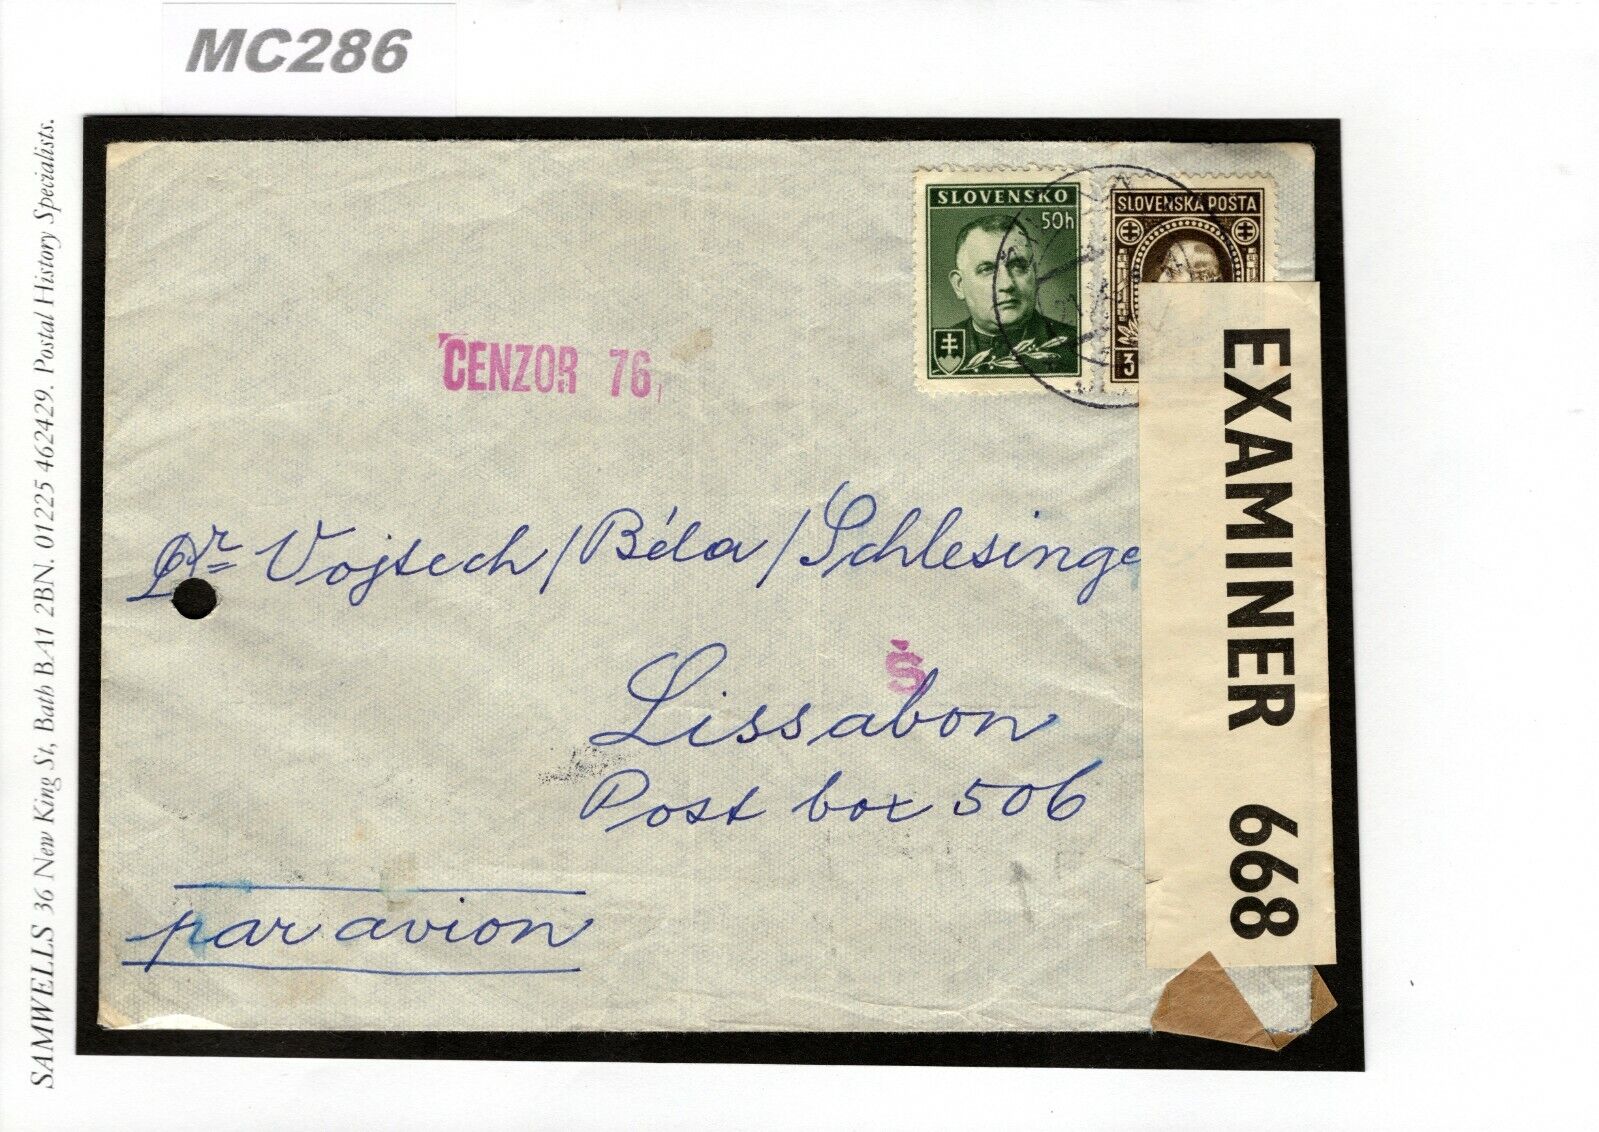 MC286
SAMWELLS 36 New King St, Bath BA1 2BN. 01225 462429. Postal History Specialists.
SLOVENSKO
50h
SLOVENSKÁ POŠTA
3
CENZOR 76
EXAMINER 668
Dr Vojtech/Béla/Schlesinge
Š
Lissabon
Post box 506
par avion